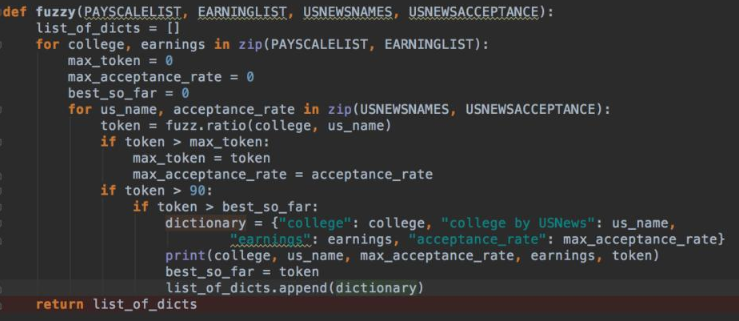 def fuzzy(PAYSCALELIST, EARNINGLIST, USNEWSNAMES, USNEWSACCEPTANCE):
    list_of_dicts = []
    for college, earnings in zip(PAYSCALELIST, EARNINGLIST):
        max_token = 0
        max_acceptance_rate = 0
        best_so_far = 0
        for us_name, acceptance_rate in zip(USNEWSNAMES, USNEWSACCEPTANCE):
            token = fuzz.ratio(college, us_name)
            if token > max_token:
                max_token = token
                max_acceptance_rate = acceptance_rate
            if token > 90:
                if token > best_so_far:
                    dictionary = {"college": college, "college by USNews": us_name,
                            "earnings": earnings, "acceptance_rate": max_acceptance_rate}
                    print(college, us_name, max_acceptance_rate, earnings, token)
                    best_so_far = token
                    list_of_dicts.append(dictionary)
    return list_of_dicts